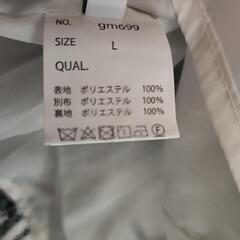 NO. gm699
SIZE L
QUAL.
表地 ポリエステル 100%
別布 ポリエステル 100%
裏地 ポリエステル 100%